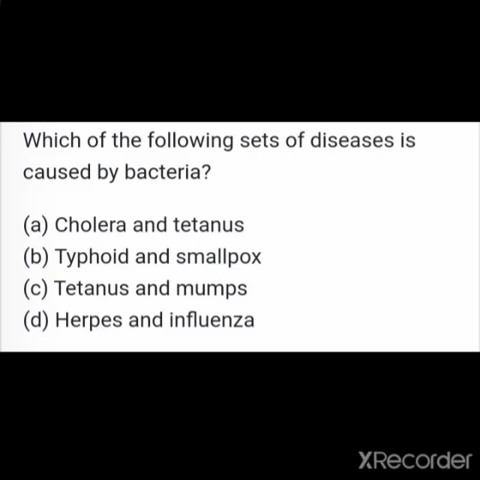 Which of the following sets of diseases is
caused by bacteria?
(a) Cholera and tetanus
(b) Typhoid and smallpox
(c) Tetanus and mumps
(d) Herpes and influenza
XRecorder